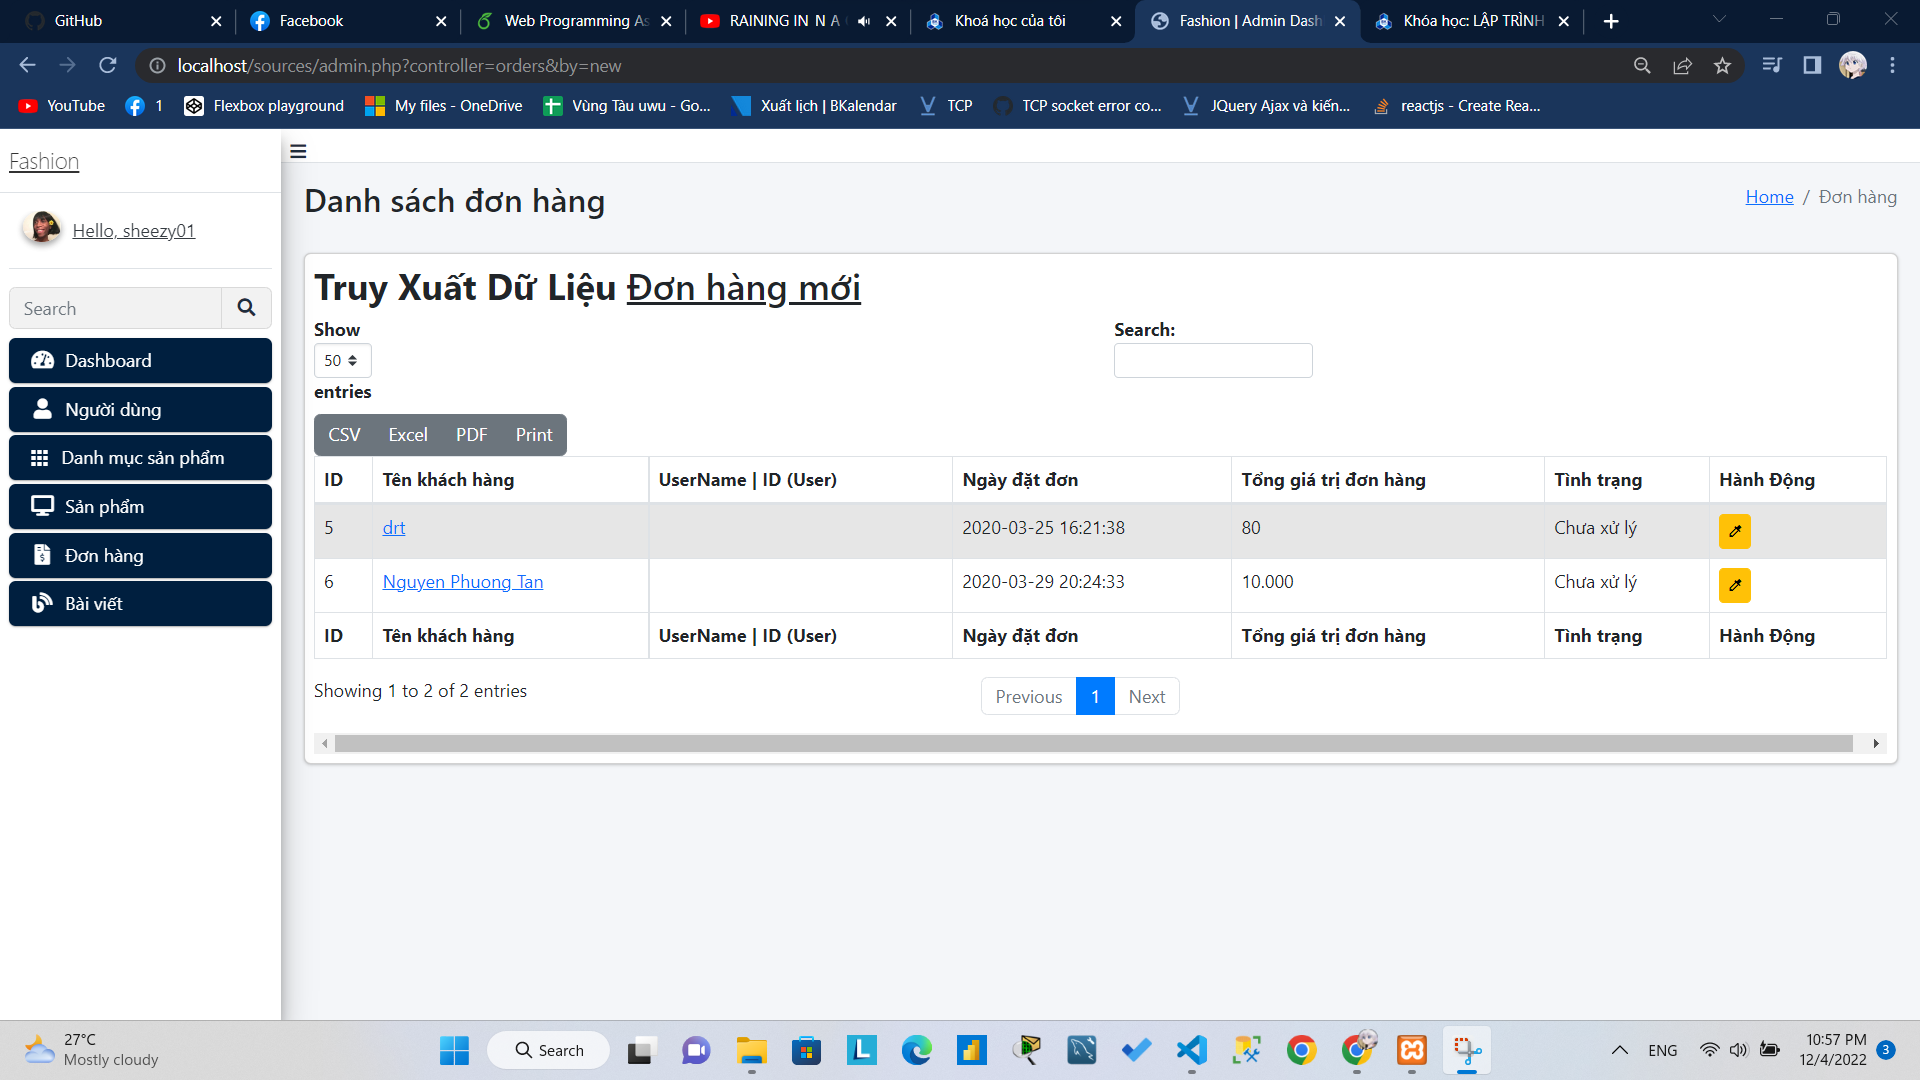 GitHub
Facebook
Web Programming As
RAINING IN N A
Khoá học của tôi
Fashion | Admin Dash
Khóa học: LẬP TRÌNH
localhost/sources/admin.php?controller=orders&by=new
YouTube
1
Flexbox playground
My files - OneDrive
Vùng Tàu uwu - Go...
Xuất lịch | BKalendar
TCP
TCP socket error co...
JQuery Ajax và kiến...
reactjs - Create Rea...
Fashion
Hello, sheezy01
Search
Dashboard
Người dùng
Danh mục sản phẩm
Sản phẩm
Đơn hàng
Bài viết
Danh sách đơn hàng
Home / Đơn hàng
Truy Xuất Dữ Liệu Đơn hàng mới
Show
50
entries
Search:
CSV Excel PDF Print
ID Tên khách hàng UserName | ID (User) Ngày đặt đơn Tổng giá trị đơn hàng Tình trạng Hành Động
5 drt 2020-03-25 16:21:38 80 Chưa xử lý
6 Nguyen Phuong Tan 2020-03-29 20:24:33 10.000 Chưa xử lý
ID Tên khách hàng UserName | ID (User) Ngày đặt đơn Tổng giá trị đơn hàng Tình trạng Hành Động
Showing 1 to 2 of 2 entries
Previous 1 Next
27°C
Mostly cloudy
Search
ENG
10:57 PM
12/4/2022
3